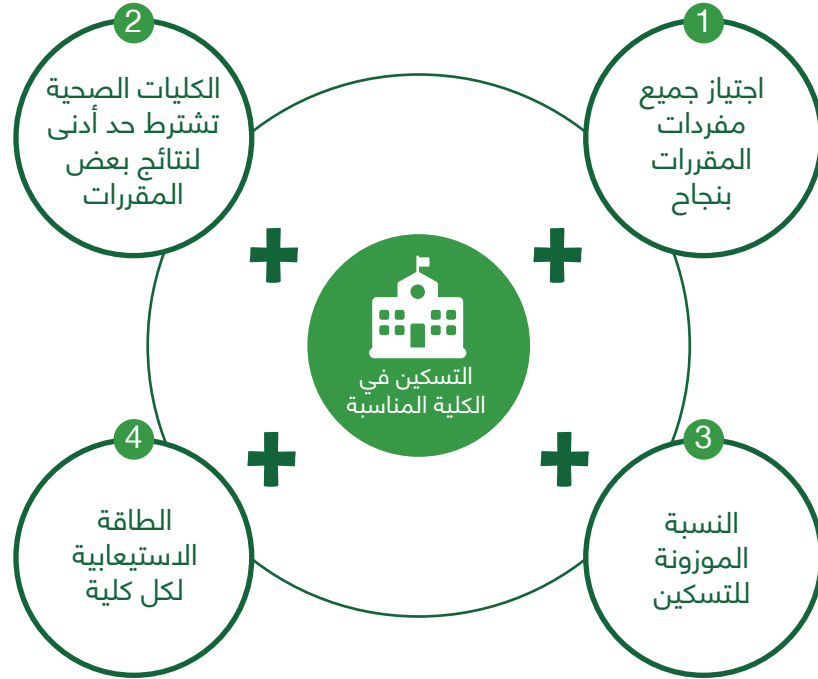 1
اجتياز جميع
مفردات
المقررات
بنجاح
2
الكليات الصحية
تشترط حد أدنى
لنتائج بعض
المقررات
التسكين في
الكلية المناسبة
3
النسبة
الموزونة
للتسكين
4
الطاقة
الاستيعابية
لكل كلية